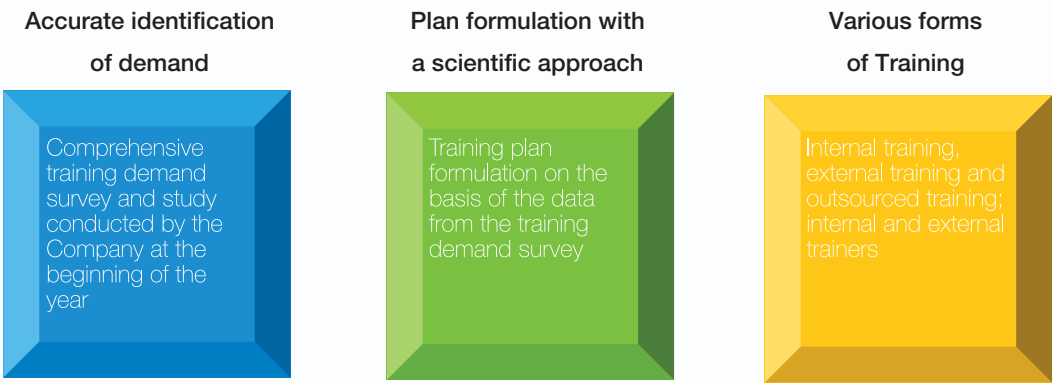 Accurate identification
of demand
Comprehensive
training demand
survey and study
conducted by the
Company at the
beginning of the
year
Plan formulation with
a scientific approach
Training plan
formulation on the
basis of the data
from the training
demand survey
Various forms
of Training
Internal training,
external training and
outsourced training;
internal and external
trainers